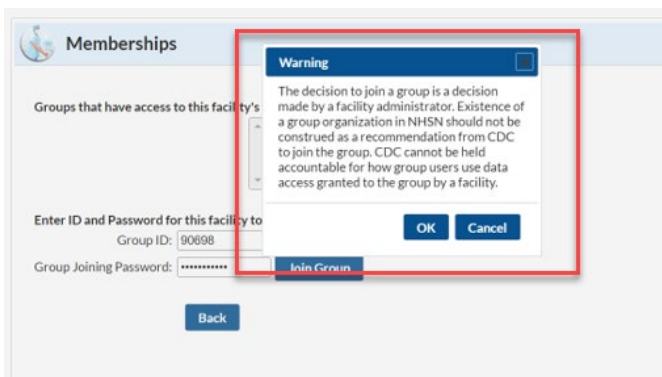 Memberships
Warning
The decision to join a group is a decision
made by a facility administrator. Existence of
a group organization in NHSN should not be
construed as a recommendation from CDC
to join the group. CDC cannot be held
accountable for how group users use data
access granted to the group by a facility.
OK Cancel
Groups that have access to this facility's
Enter ID and Password for this facility to
Group ID: 90698
Group Joining Password: •••••••••••
Join Group
Back